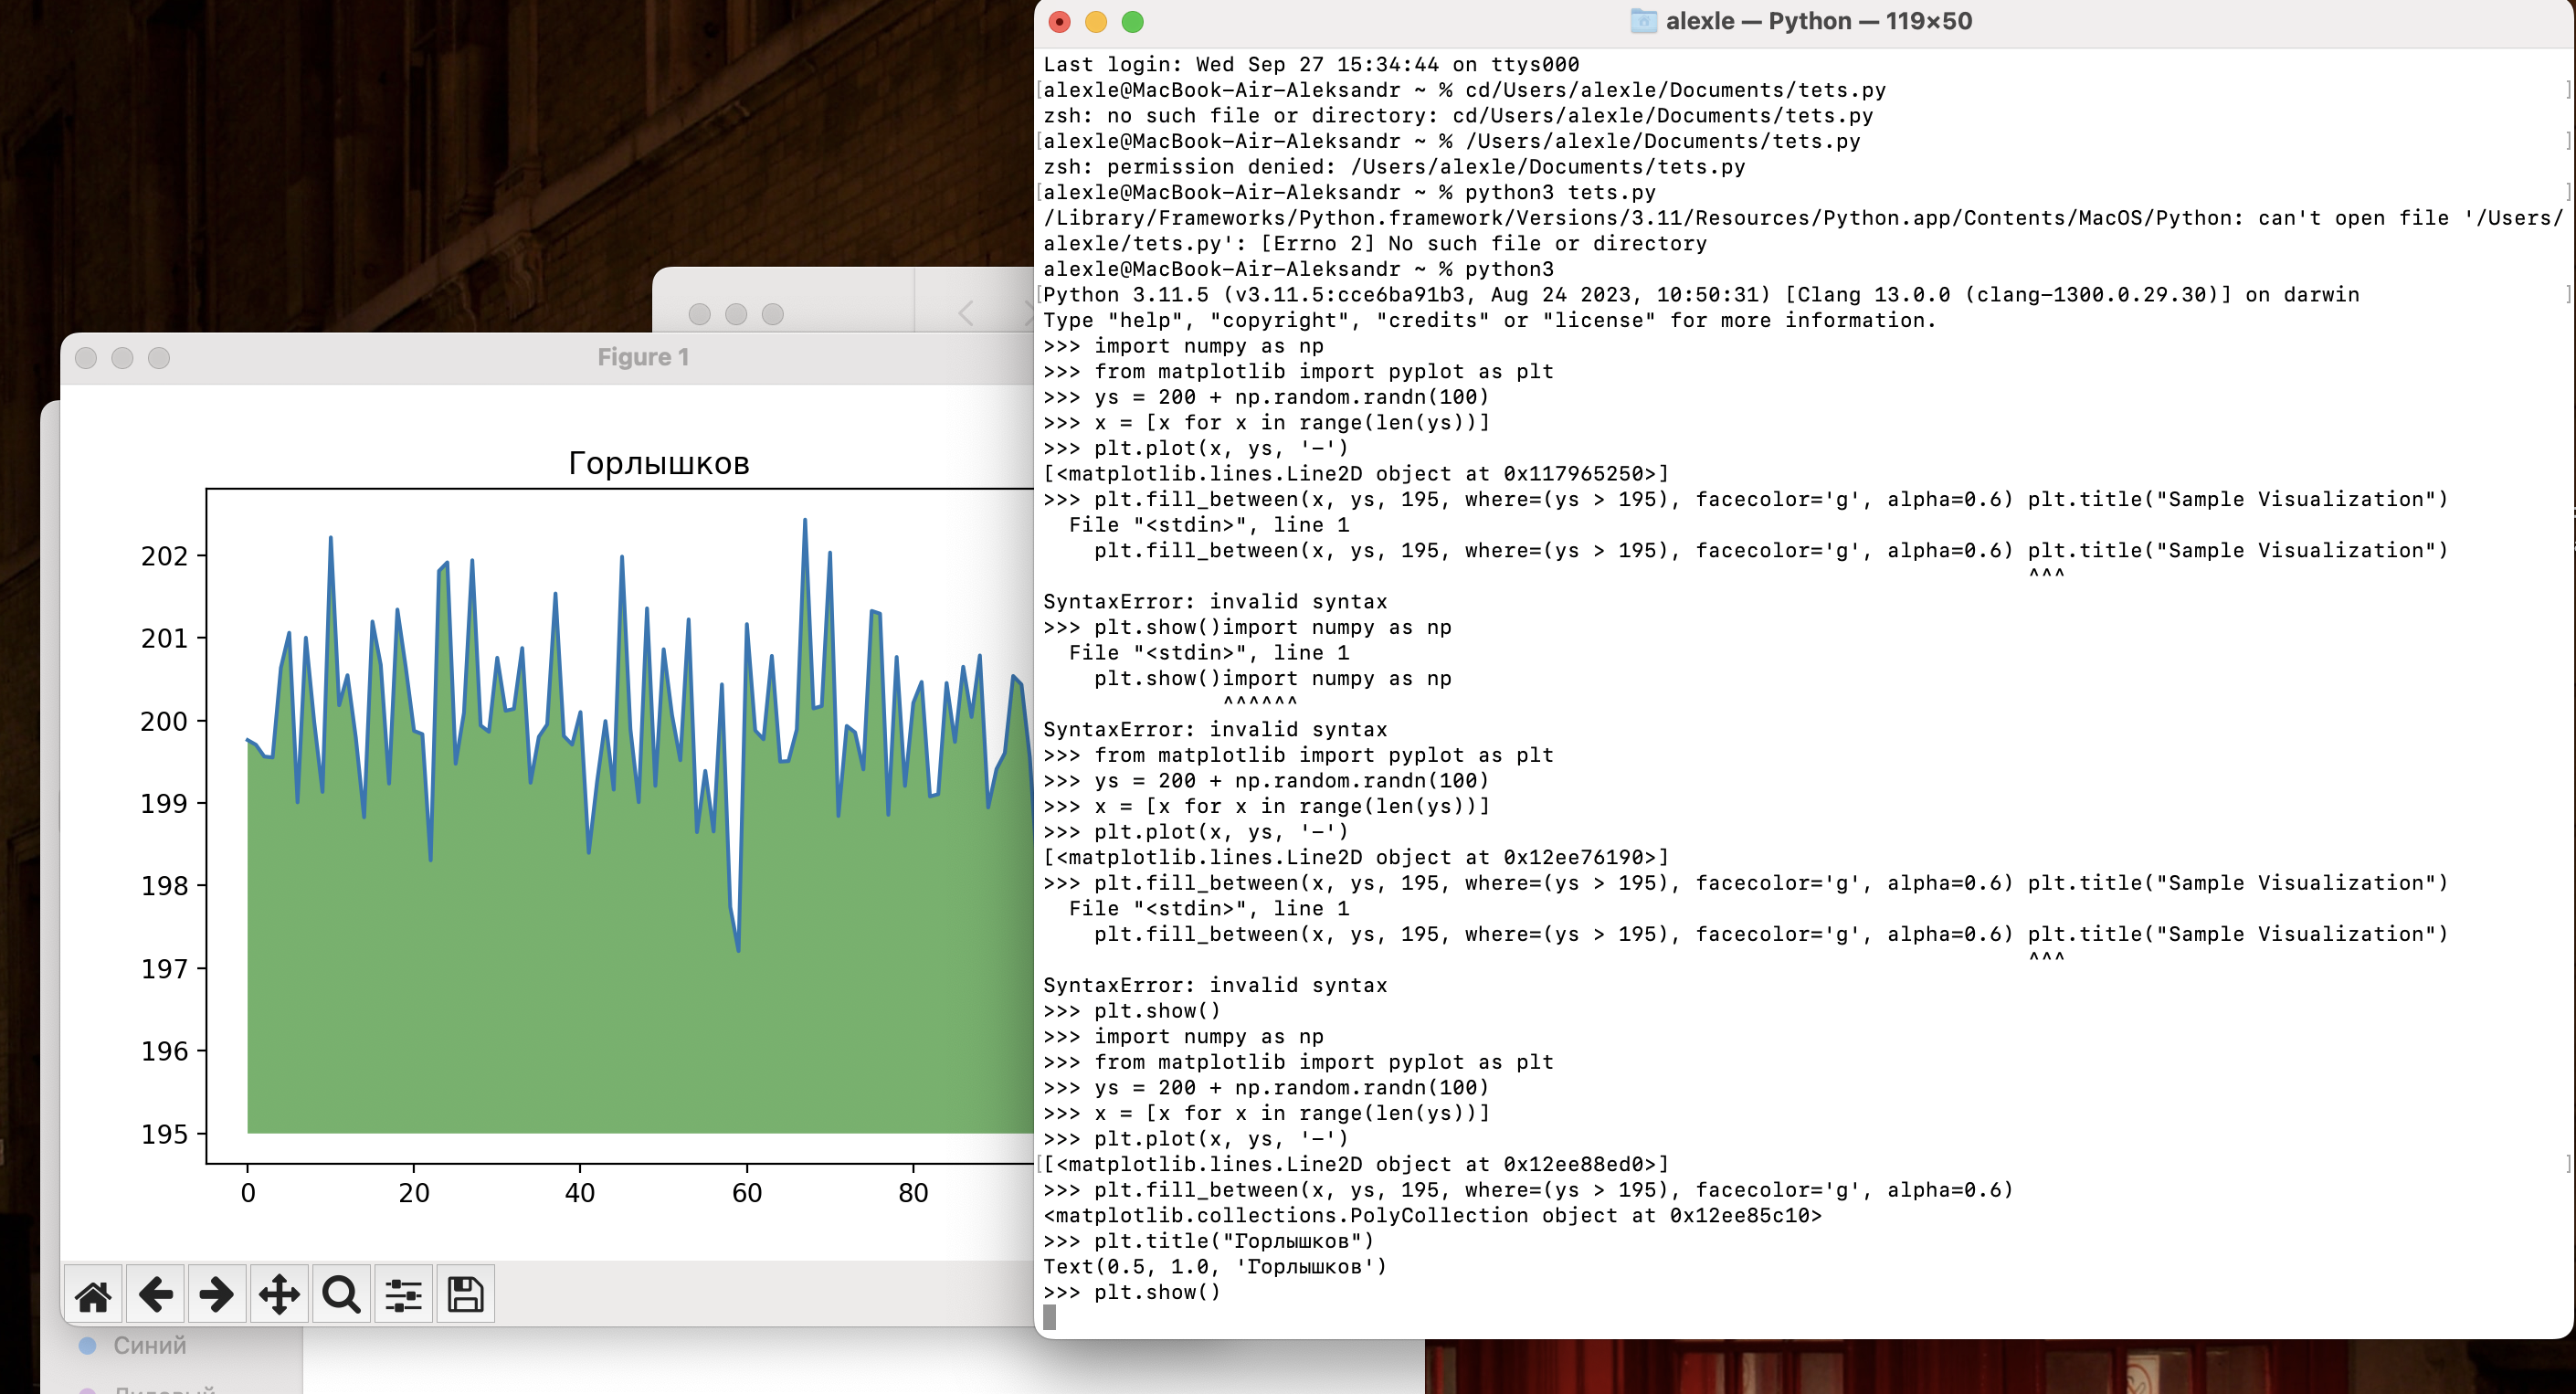 alexle — Python — 119×50
Last login: Wed Sep 27 15:34:44 on ttys000
[alexle@MacBook-Air-Aleksandr ~ % cd/Users/alexle/Documents/tets.py ]
zsh: no such file or directory: cd/Users/alexle/Documents/tets.py
[alexle@MacBook-Air-Aleksandr ~ % /Users/alexle/Documents/tets.py ]
zsh: permission denied: /Users/alexle/Documents/tets.py
[alexle@MacBook-Air-Aleksandr ~ % python3 tets.py ]
/Library/Frameworks/Python.framework/Versions/3.11/Resources/Python.app/Contents/MacOS/Python: can't open file '/Users/
alexle/tets.py': [Errno 2] No such file or directory
alexle@MacBook-Air-Aleksandr ~ % python3
[Python 3.11.5 (v3.11.5:cce6ba91b3, Aug 24 2023, 10:50:31) [Clang 13.0.0 (clang-1300.0.29.30)] on darwin ]
Type "help", "copyright", "credits" or "license" for more information.
>>> import numpy as np
>>> from matplotlib import pyplot as plt
>>> ys = 200 + np.random.randn(100)
>>> x = [x for x in range(len(ys))]
>>> plt.plot(x, ys, '-')
[<matplotlib.lines.Line2D object at 0x117965250>]
>>> plt.fill_between(x, ys, 195, where=(ys > 195), facecolor='g', alpha=0.6) plt.title("Sample Visualization")
  File "<stdin>", line 1
    plt.fill_between(x, ys, 195, where=(ys > 195), facecolor='g', alpha=0.6) plt.title("Sample Visualization")
                                                                             ^^^
SyntaxError: invalid syntax
>>> plt.show()import numpy as np
  File "<stdin>", line 1
    plt.show()import numpy as np
              ^^^^^^
SyntaxError: invalid syntax
>>> from matplotlib import pyplot as plt
>>> ys = 200 + np.random.randn(100)
>>> x = [x for x in range(len(ys))]
>>> plt.plot(x, ys, '-')
[<matplotlib.lines.Line2D object at 0x12ee76190>]
>>> plt.fill_between(x, ys, 195, where=(ys > 195), facecolor='g', alpha=0.6) plt.title("Sample Visualization")
  File "<stdin>", line 1
    plt.fill_between(x, ys, 195, where=(ys > 195), facecolor='g', alpha=0.6) plt.title("Sample Visualization")
                                                                             ^^^
SyntaxError: invalid syntax
>>> plt.show()
>>> import numpy as np
>>> from matplotlib import pyplot as plt
>>> ys = 200 + np.random.randn(100)
>>> x = [x for x in range(len(ys))]
>>> plt.plot(x, ys, '-')
[[<matplotlib.lines.Line2D object at 0x12ee88ed0>] ]
>>> plt.fill_between(x, ys, 195, where=(ys > 195), facecolor='g', alpha=0.6)
<matplotlib.collections.PolyCollection object at 0x12ee85c10>
>>> plt.title("Горлышков")
Text(0.5, 1.0, 'Горлышков')
>>> plt.show()
Figure 1
Горлышков
202
201
200
199
198
197
196
195
0 20 40 60 80
Синий